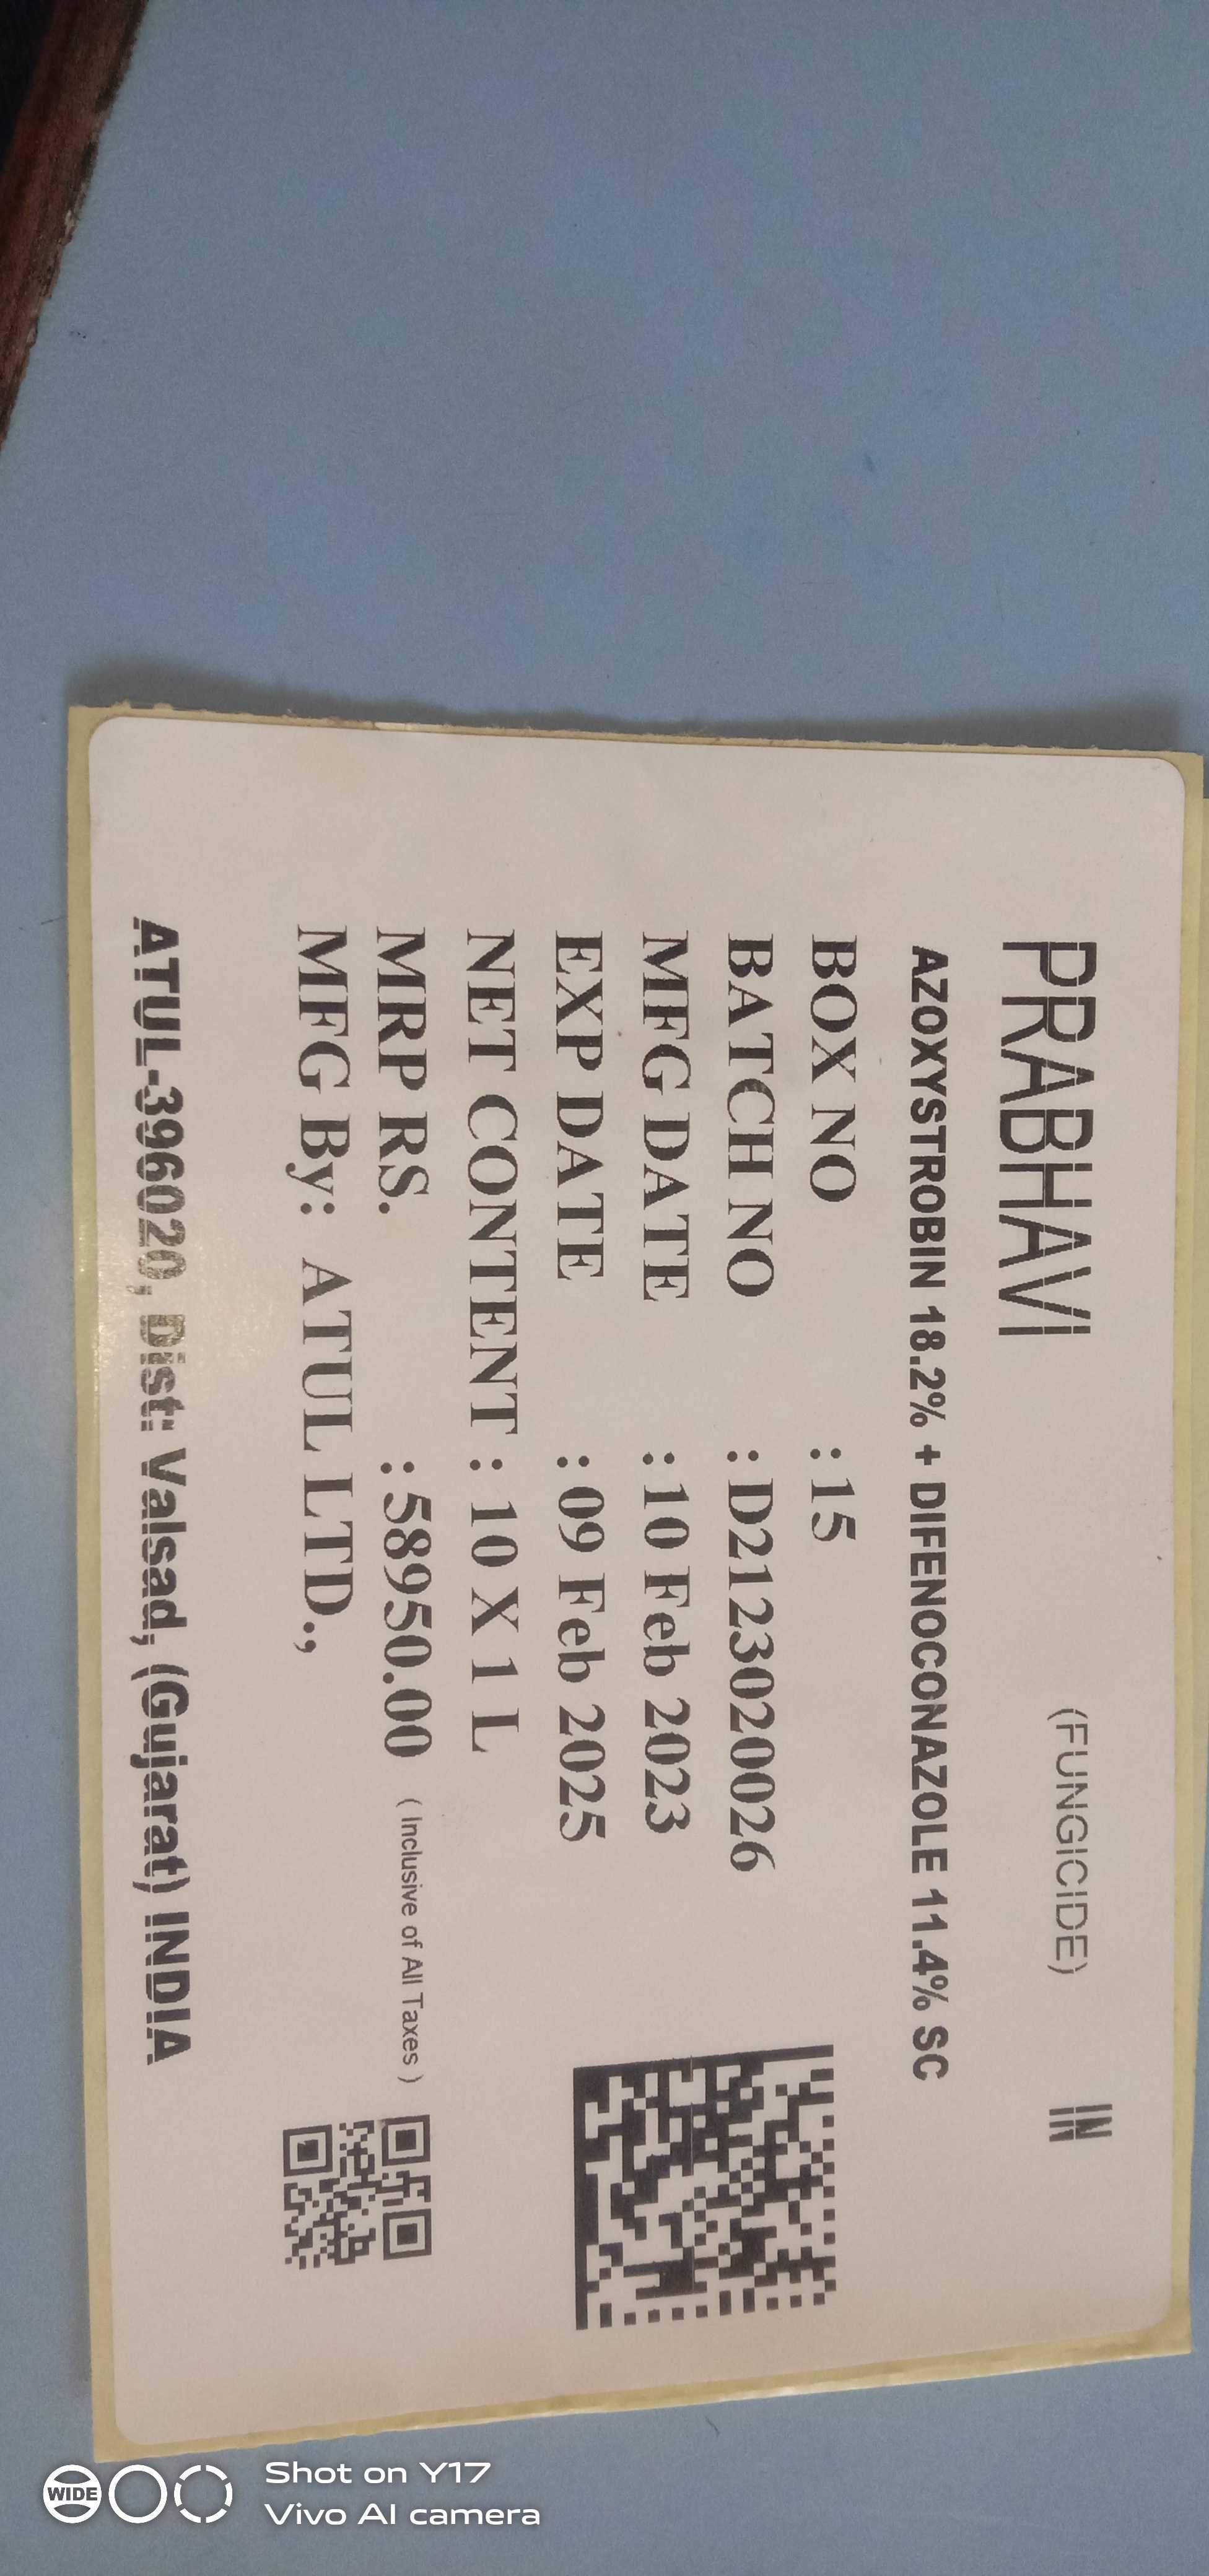 PRABHAVI (FUNGICIDE) IN
AZOXYSTROBIN 18.2% + DIFENOCONAZOLE 11.4% SC
BOX NO : 15
BATCH NO : D2123020026
MFG DATE : 10 Feb 2023
EXP DATE : 09 Feb 2025
NET CONTENT : 10 X 1 L
MRP RS. : 58950.00 ( Inclusive of All Taxes )
MFG By: ATUL LTD.,
ATUL-396020, Dist: Valsad, (Gujarat) INDIA
WIDE
Shot on Y17
Vivo AI camera